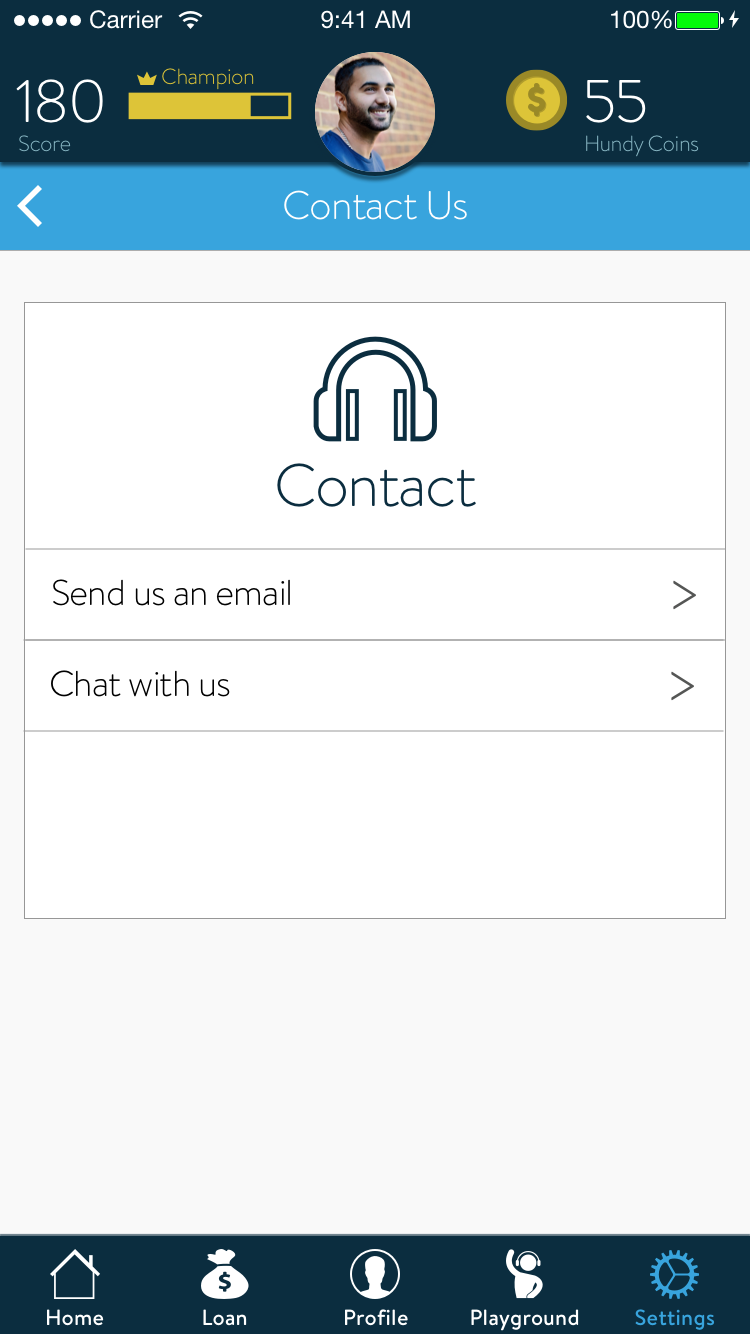 Carrier 9:41 AM 100%
180 Champion $ 55
Score Hundy Coins
Contact Us
Contact
Send us an email >
Chat with us >
$
Home Loan Profile Playground Settings